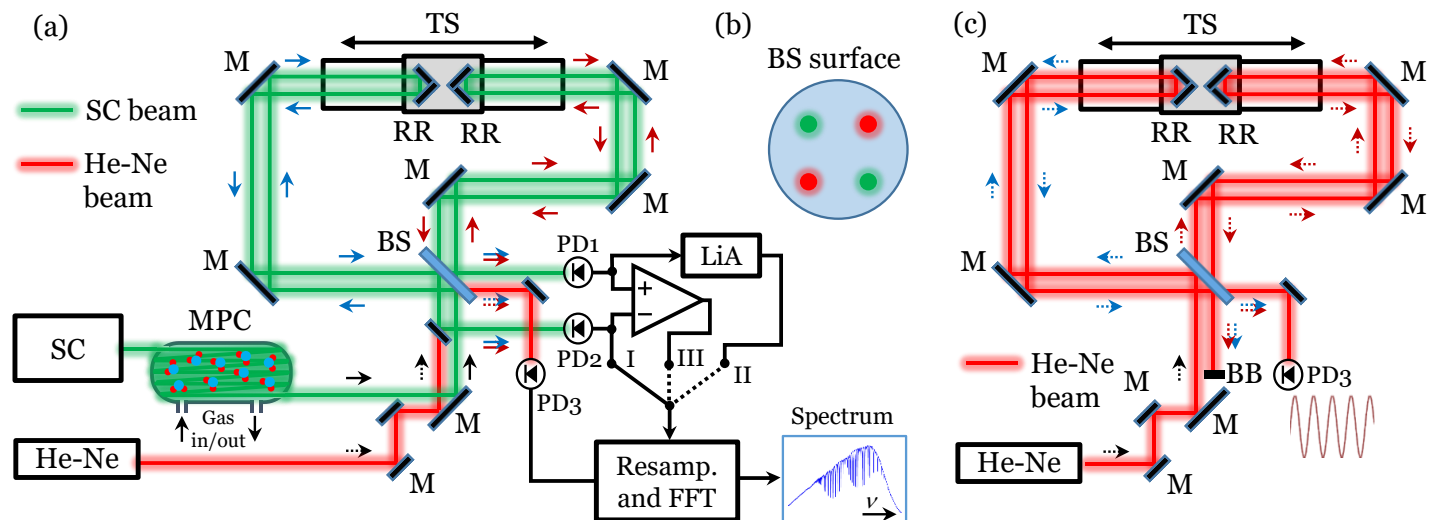 (a)
TS
M
M
RR
RR
SC beam
He-Ne
beam
M
M
BS
M
PD1
LiA
+
−
PD2
I
III
II
PD3
SC
MPC
Gas
in/out
M
He-Ne
M
Resamp.
and FFT
Spectrum
ν
(b)
BS surface
(c)
TS
M
M
RR
RR
M
M
BS
M
He-Ne
beam
M
BB
PD3
M
He-Ne
M